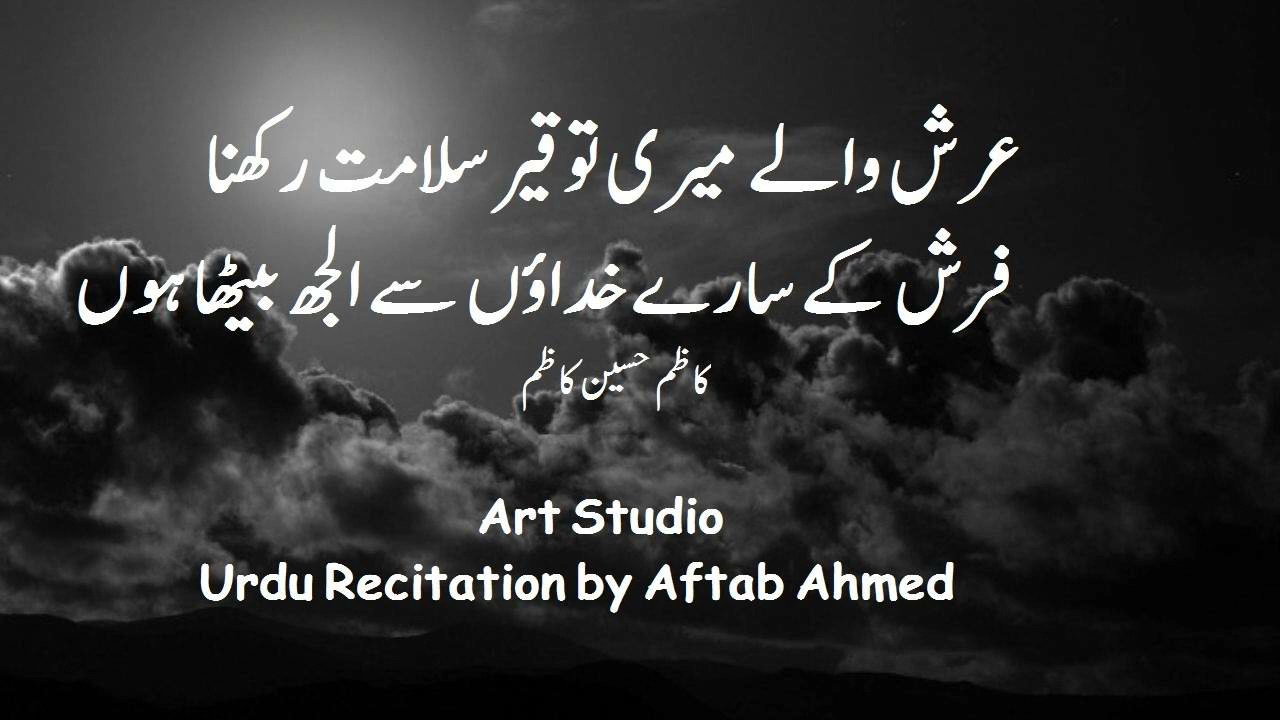 عرش والے میری توقیر سلامت رکھنا
فرش کے سارے خداؤں سے الجھ بیٹھا ہوں
کاظم حسین کاظم
Art Studio
Urdu Recitation by Aftab Ahmed